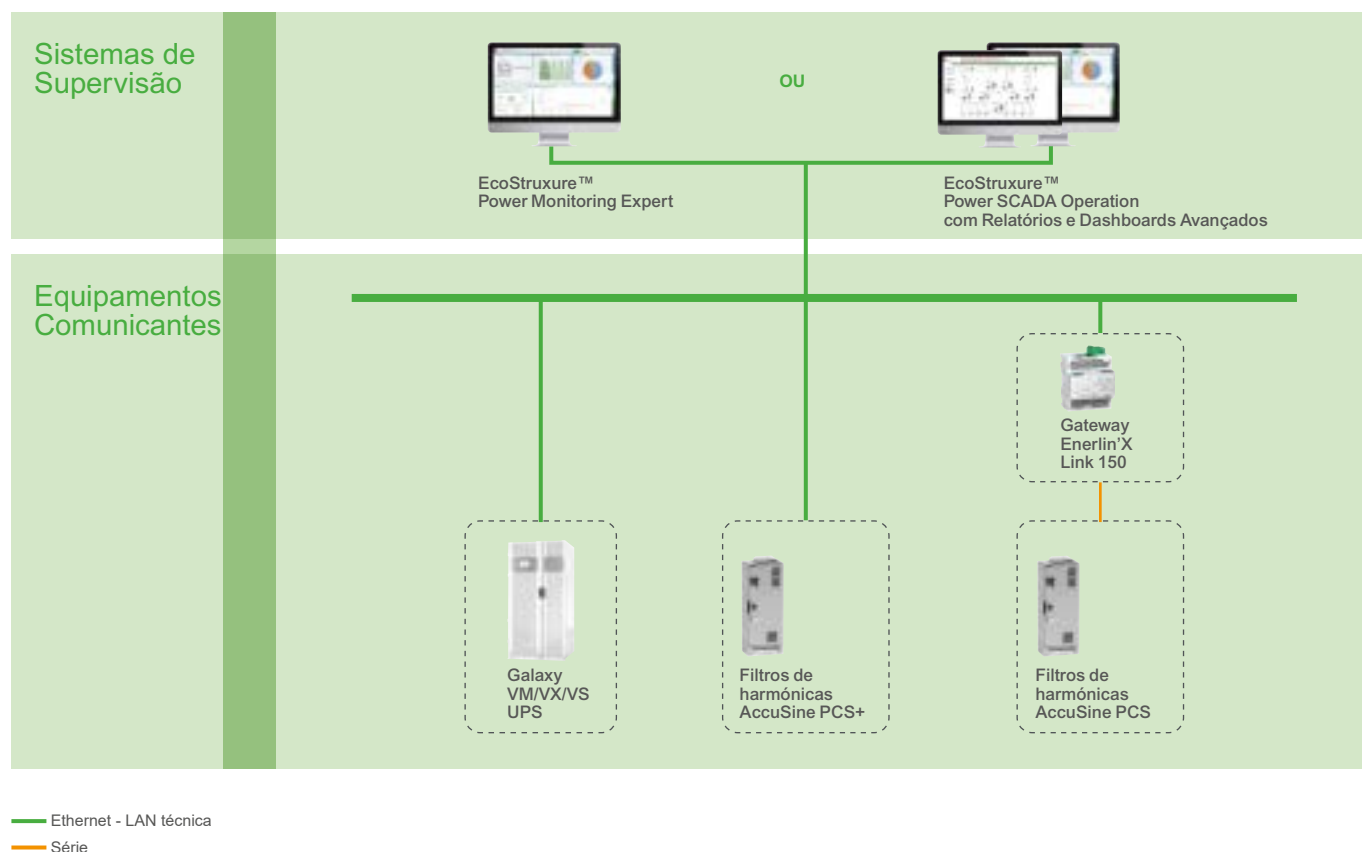 Sistemas de
Supervisão
OU
EcoStruxure™
Power Monitoring Expert
EcoStruxure™
Power SCADA Operation
com Relatórios e Dashboards Avançados
Equipamentos
Comunicantes
Gateway
Enerlin'X
Link 150
Galaxy
VM/VX/VS
UPS
Filtros de
harmónicas
AccuSine PCS+
Filtros de
harmónicas
AccuSine PCS
Ethernet - LAN técnica
Série